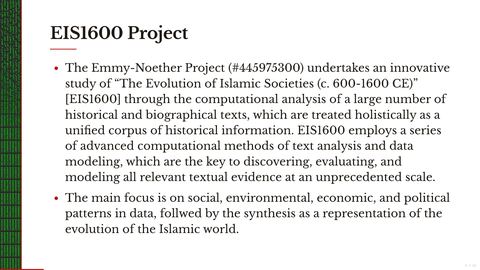 EIS1600 Project
• The Emmy-Noether Project (#445975300) undertakes an innovative
study of “The Evolution of Islamic Societies (c. 600-1600 CE)”
[EIS1600] through the computational analysis of a large number of
historical and biographical texts, which are treated holistically as a
unified corpus of historical information. EIS1600 employs a series
of advanced computational methods of text analysis and data
modeling, which are the key to discovering, evaluating, and
modeling all relevant textual evidence at an unprecedented scale.
• The main focus is on social, environmental, economic, and political
patterns in data, follwed by the synthesis as a representation of the
evolution of the Islamic world.